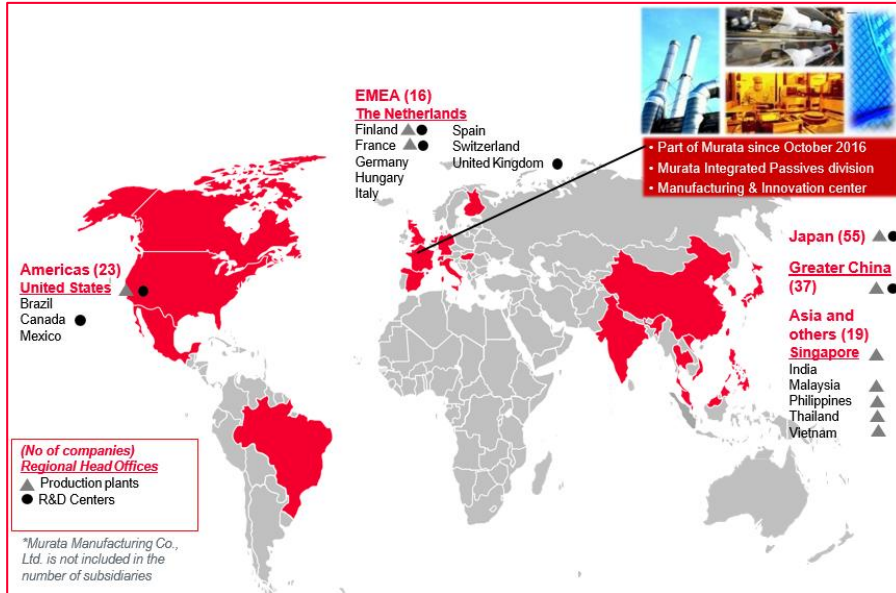 EMEA (16)
The Netherlands
Finland
France
Germany
Hungary
Italy
Spain
Switzerland
United Kingdom
• Part of Murata since October 2016
• Murata Integrated Passives division
• Manufacturing & Innovation center
Americas (23)
United States
Brazil
Canada
Mexico
Japan (55)
Greater China
(37)
Asia and
others (19)
Singapore
India
Malaysia
Philippines
Thailand
Vietnam
(No of companies)
Regional Head Offices
Production plants
R&D Centers
*Murata Manufacturing Co.,
Ltd. is not included in the
number of subsidiaries